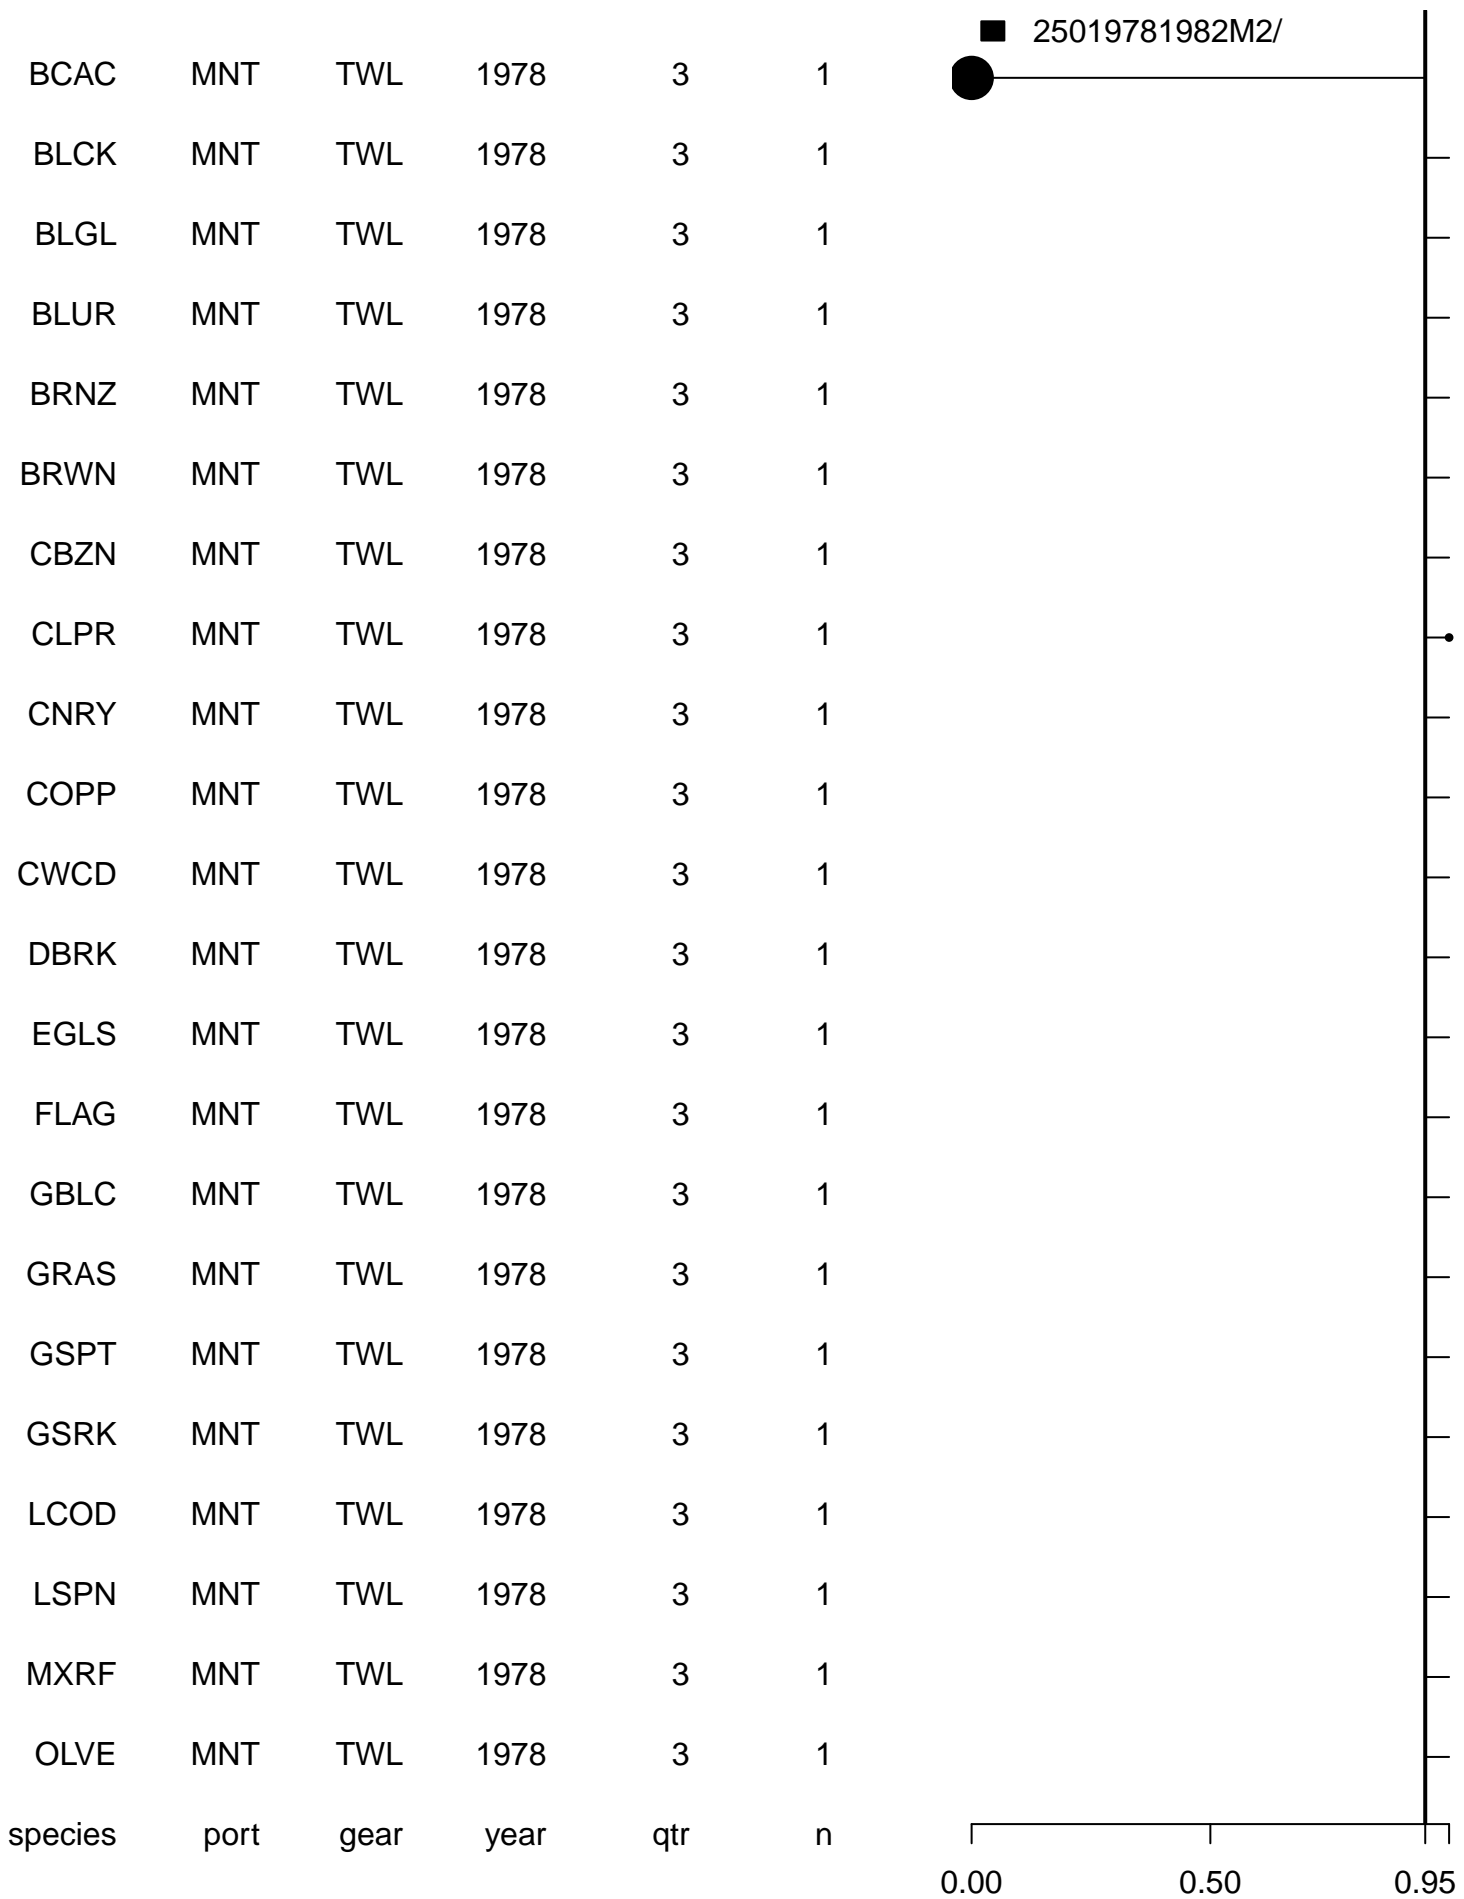 25019781982M2/
BCAC MNT TWL 1978 3 1
BLCK MNT TWL 1978 3 1
BLGL MNT TWL 1978 3 1
BLUR MNT TWL 1978 3 1
BRNZ MNT TWL 1978 3 1
BRWN MNT TWL 1978 3 1
CBZN MNT TWL 1978 3 1
CLPR MNT TWL 1978 3 1
CNRY MNT TWL 1978 3 1
COPP MNT TWL 1978 3 1
CWCD MNT TWL 1978 3 1
DBRK MNT TWL 1978 3 1
EGLS MNT TWL 1978 3 1
FLAG MNT TWL 1978 3 1
GBLC MNT TWL 1978 3 1
GRAS MNT TWL 1978 3 1
GSPT MNT TWL 1978 3 1
GSRK MNT TWL 1978 3 1
LCOD MNT TWL 1978 3 1
LSPN MNT TWL 1978 3 1
MXRF MNT TWL 1978 3 1
OLVE MNT TWL 1978 3 1
species port gear year qtr n
0.00 0.50 0.95